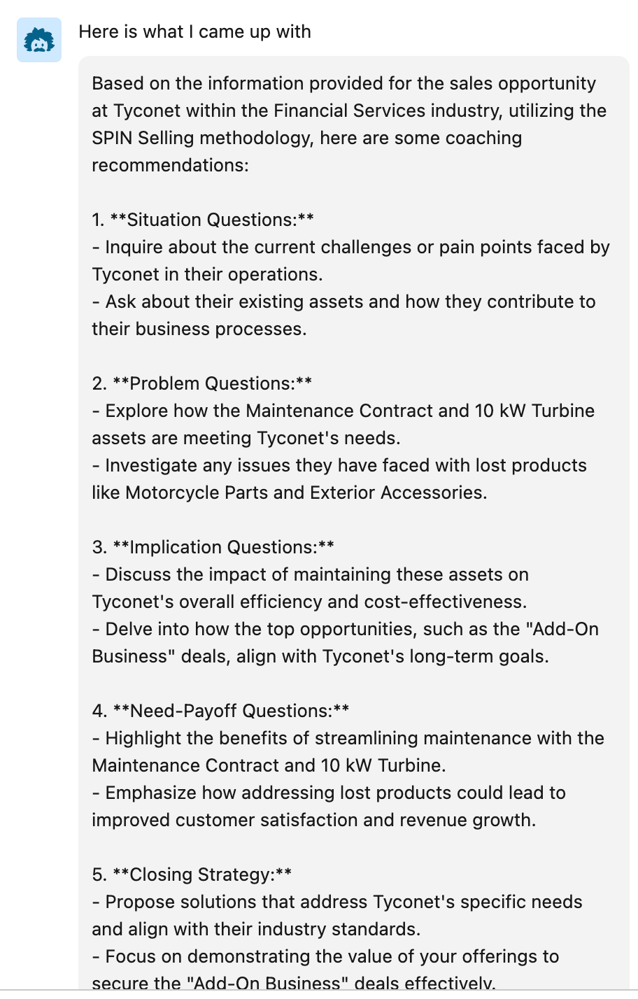 Here is what I came up with
Based on the information provided for the sales opportunity
at Tyconet within the Financial Services industry, utilizing the
SPIN Selling methodology, here are some coaching
recommendations:
1. **Situation Questions:**
- Inquire about the current challenges or pain points faced by
Tyconet in their operations.
- Ask about their existing assets and how they contribute to
their business processes.
2. **Problem Questions:**
- Explore how the Maintenance Contract and 10 kW Turbine
assets are meeting Tyconet's needs.
- Investigate any issues they have faced with lost products
like Motorcycle Parts and Exterior Accessories.
3. **Implication Questions:**
- Discuss the impact of maintaining these assets on
Tyconet's overall efficiency and cost-effectiveness.
- Delve into how the top opportunities, such as the "Add-On
Business" deals, align with Tyconet's long-term goals.
4. **Need-Payoff Questions:**
- Highlight the benefits of streamlining maintenance with the
Maintenance Contract and 10 kW Turbine.
- Emphasize how addressing lost products could lead to
improved customer satisfaction and revenue growth.
5. **Closing Strategy:**
- Propose solutions that address Tyconet's specific needs
and align with their industry standards.
- Focus on demonstrating the value of your offerings to
secure the "Add-On Business" deals effectively.